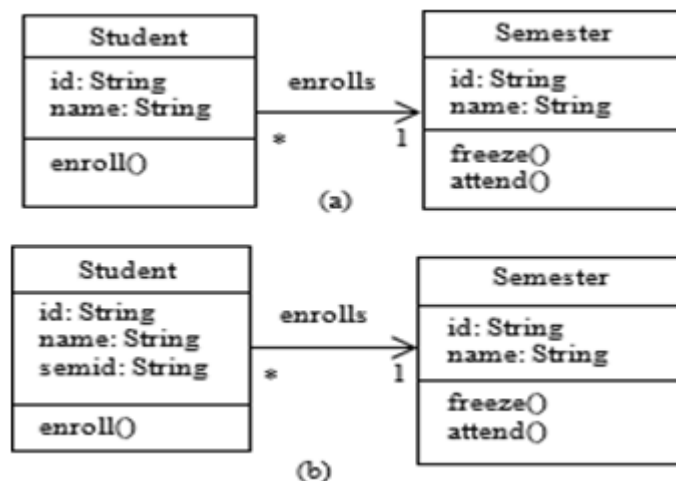 Student
id: String
name: String
enroll()
enrolls
*
1
Semester
id: String
name: String
freeze()
attend()
(a)
Student
id: String
name: String
semid: String
enroll()
enrolls
*
1
Semester
id: String
name: String
freeze()
attend()
(b)